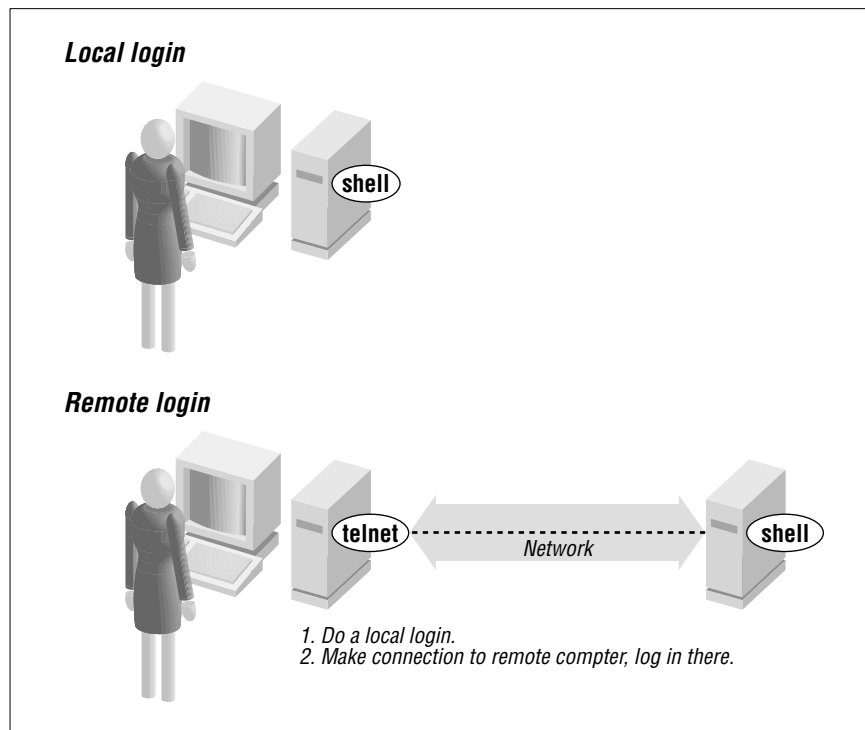 Local login
shell
Remote login
telnet
Network
shell
1. Do a local login.
2. Make connection to remote compter, log in there.